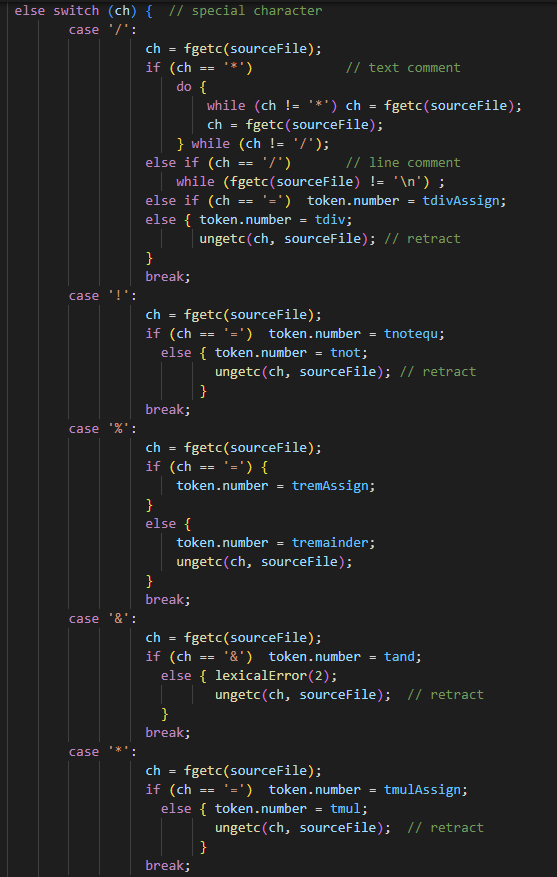 else switch (ch) {  // special character
       case '/':
                 ch = fgetc(sourceFile);
                 if (ch == '*')            // text comment
                     do {
                         while (ch != '*') ch = fgetc(sourceFile);
                         ch = fgetc(sourceFile);
                     } while (ch != '/');
                 else if (ch == '/')       // line comment
                     while (fgetc(sourceFile) != '\n') ;
                 else if (ch == '=')  token.number = tdivAssign;
                 else { token.number = tdiv;
                        ungetc(ch, sourceFile); // retract
                 }
                 break;
       case '!':
                 ch = fgetc(sourceFile);
                 if (ch == '=')  token.number = tnotequ;
                   else { token.number = tnot;
                          ungetc(ch, sourceFile); // retract
                        }
                 break;
       case '%':
                 ch = fgetc(sourceFile);
                 if (ch == '=') {
                     token.number = tremAssign;
                 }
                 else {
                     token.number = tremainder;
                     ungetc(ch, sourceFile);
                 }
                 break;
       case '&':
                 ch = fgetc(sourceFile);
                 if (ch == '&')  token.number = tand;
                   else { lexicalError(2);
                          ungetc(ch, sourceFile);  // retract
                   }
                 break;
       case '*':
                 ch = fgetc(sourceFile);
                 if (ch == '=')  token.number = tmulAssign;
                   else { token.number = tmul;
                          ungetc(ch, sourceFile);  // retract
                        }
                 break;